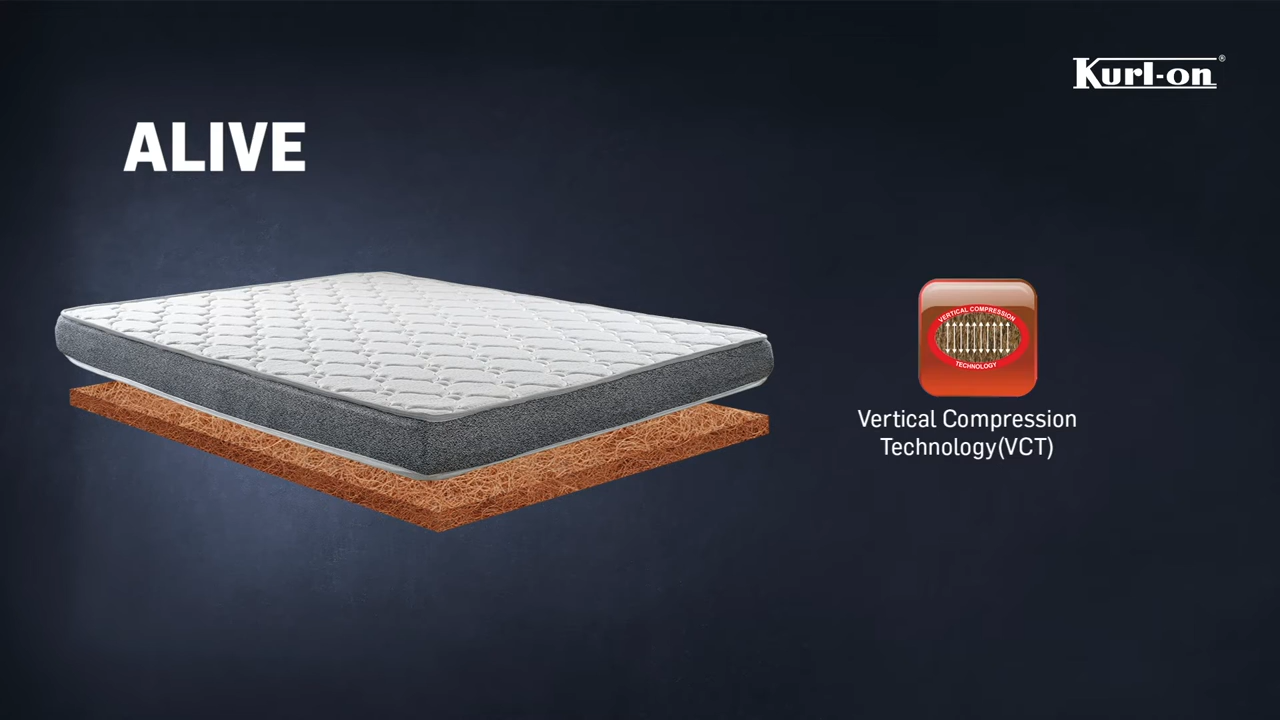 Kurl-on®
ALIVE
VERTICAL COMPRESSION
TECHNOLOGY
Vertical Compression
Technology(VCT)